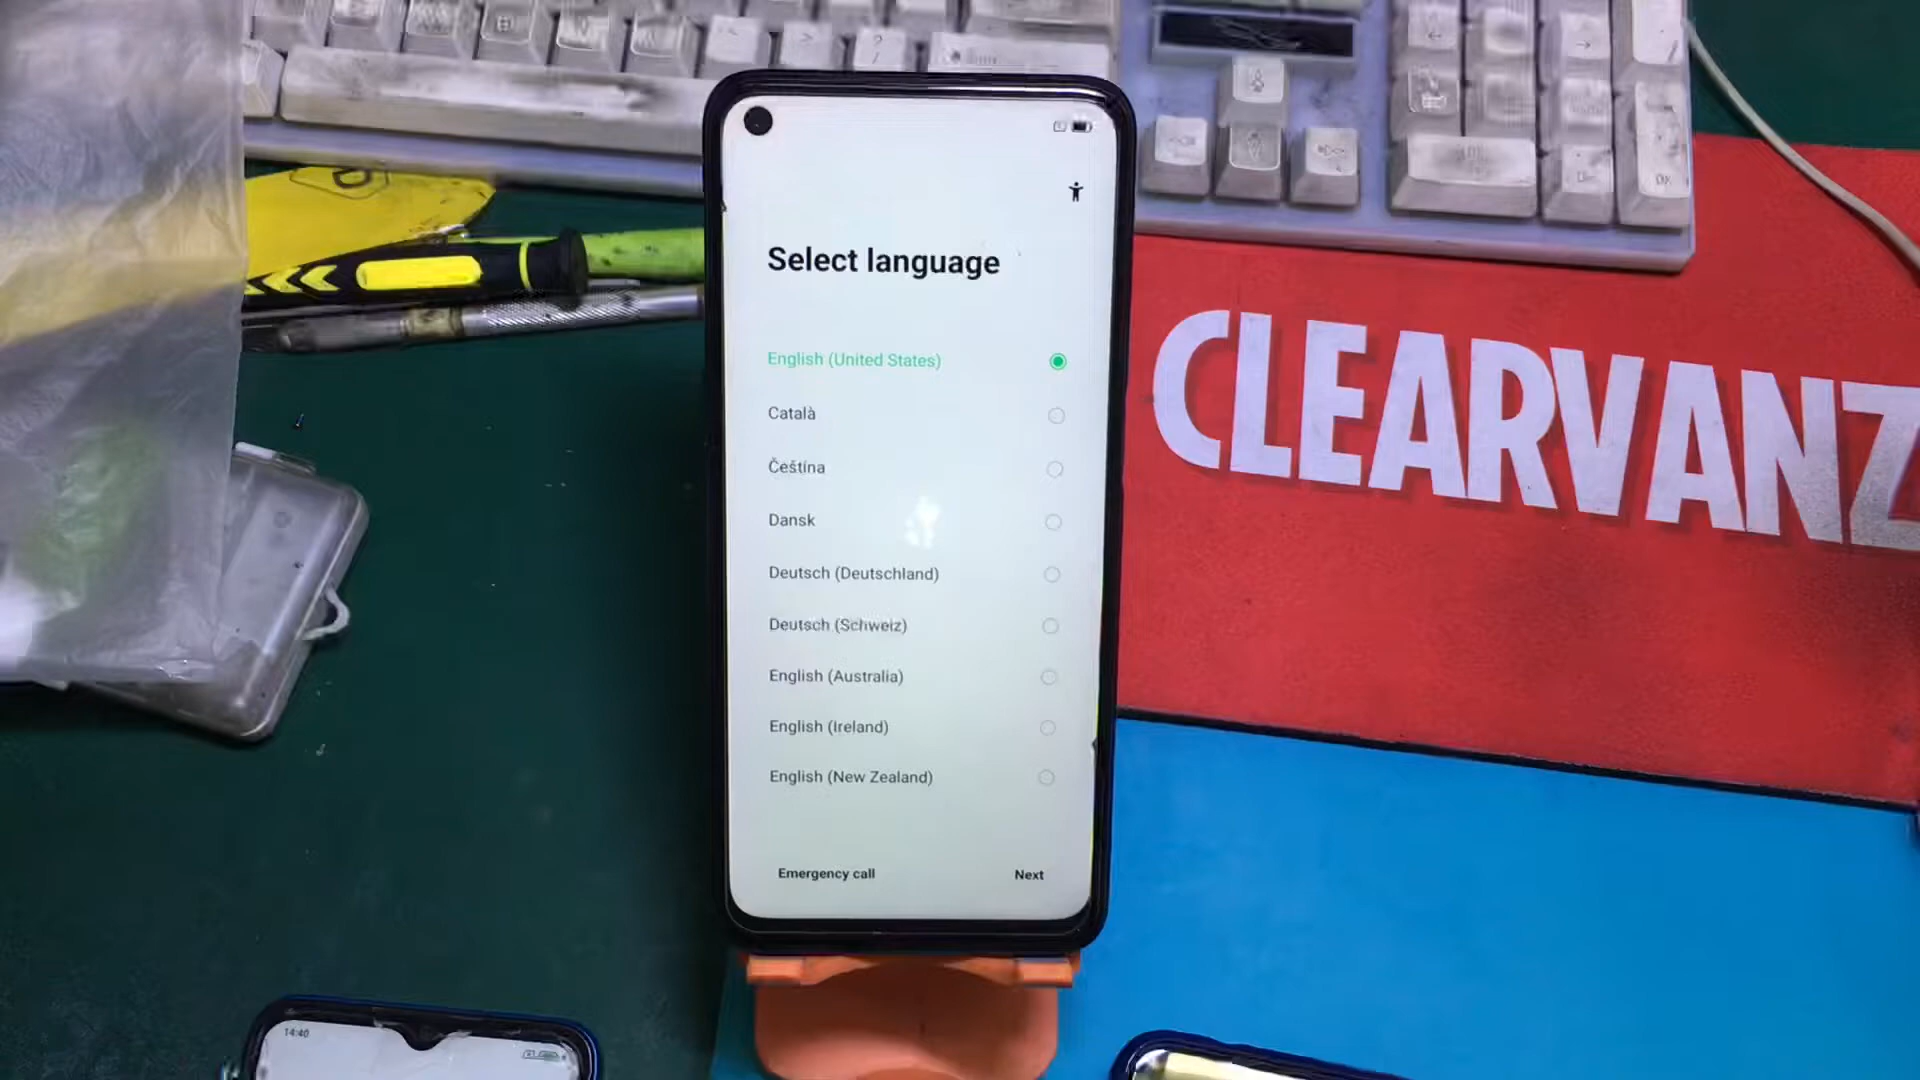 Select language
English (United States)
Català
Čeština
Dansk
Deutsch (Deutschland)
Deutsch (Schweiz)
English (Australia)
English (Ireland)
English (New Zealand)
Emergency call
Next
CLEARVANZ
14:40